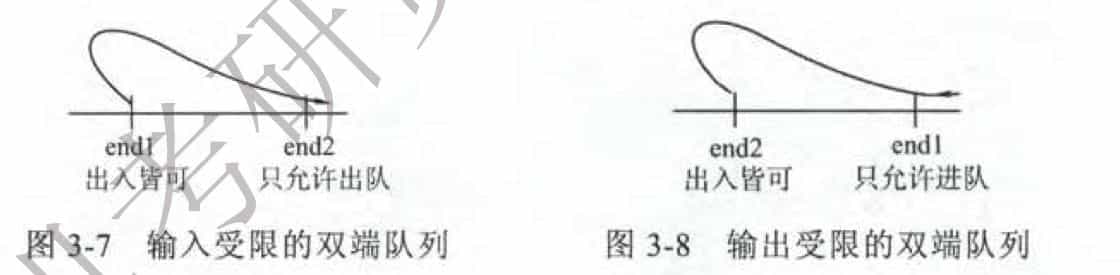 end1 end2
出入皆可 只允许出队
图 3-7 输入受限的双端队列
end2 end1
出入皆可 只允许进队
图 3-8 输出受限的双端队列
考研